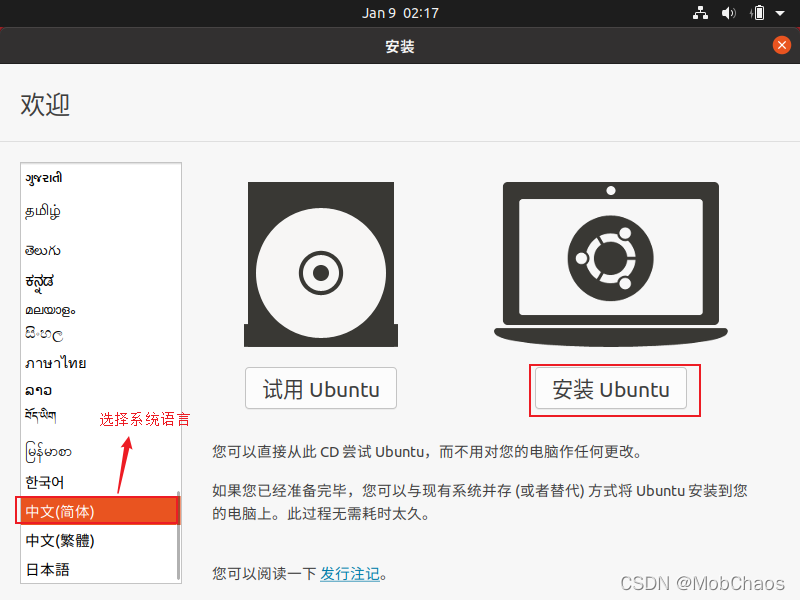 Jan 9 02:17
安装
欢迎
ગુજરાતી
தமிழ்
తెలుగు
ಕನ್ನಡ
മലയാളം
සිංහල
ภาษาไทย
ລາວ
བོད་ཡིག
选择系统语言
မြန်မာစာ
한국어
中文(简体)
中文(繁體)
日本語
试用 Ubuntu
安装 Ubuntu
您可以直接从此 CD 尝试 Ubuntu，而不用对您的电脑作任何更改。
如果您已经准备完毕，您可以与现有系统并存 (或者替代) 方式将 Ubuntu 安装到您
的电脑上。此过程无需耗时太久。
您可以阅读一下 发行注记。
CSDN @MobChaos